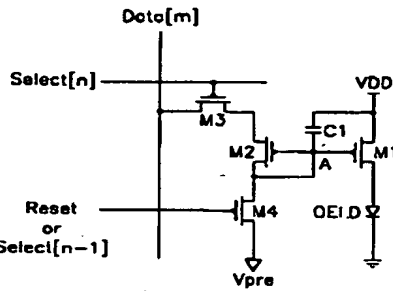 Data[m]
Select[n]
VDD
M3
C1
M2
M1
A
Reset
or
Select[n-1]
M4
OELD
Vpre